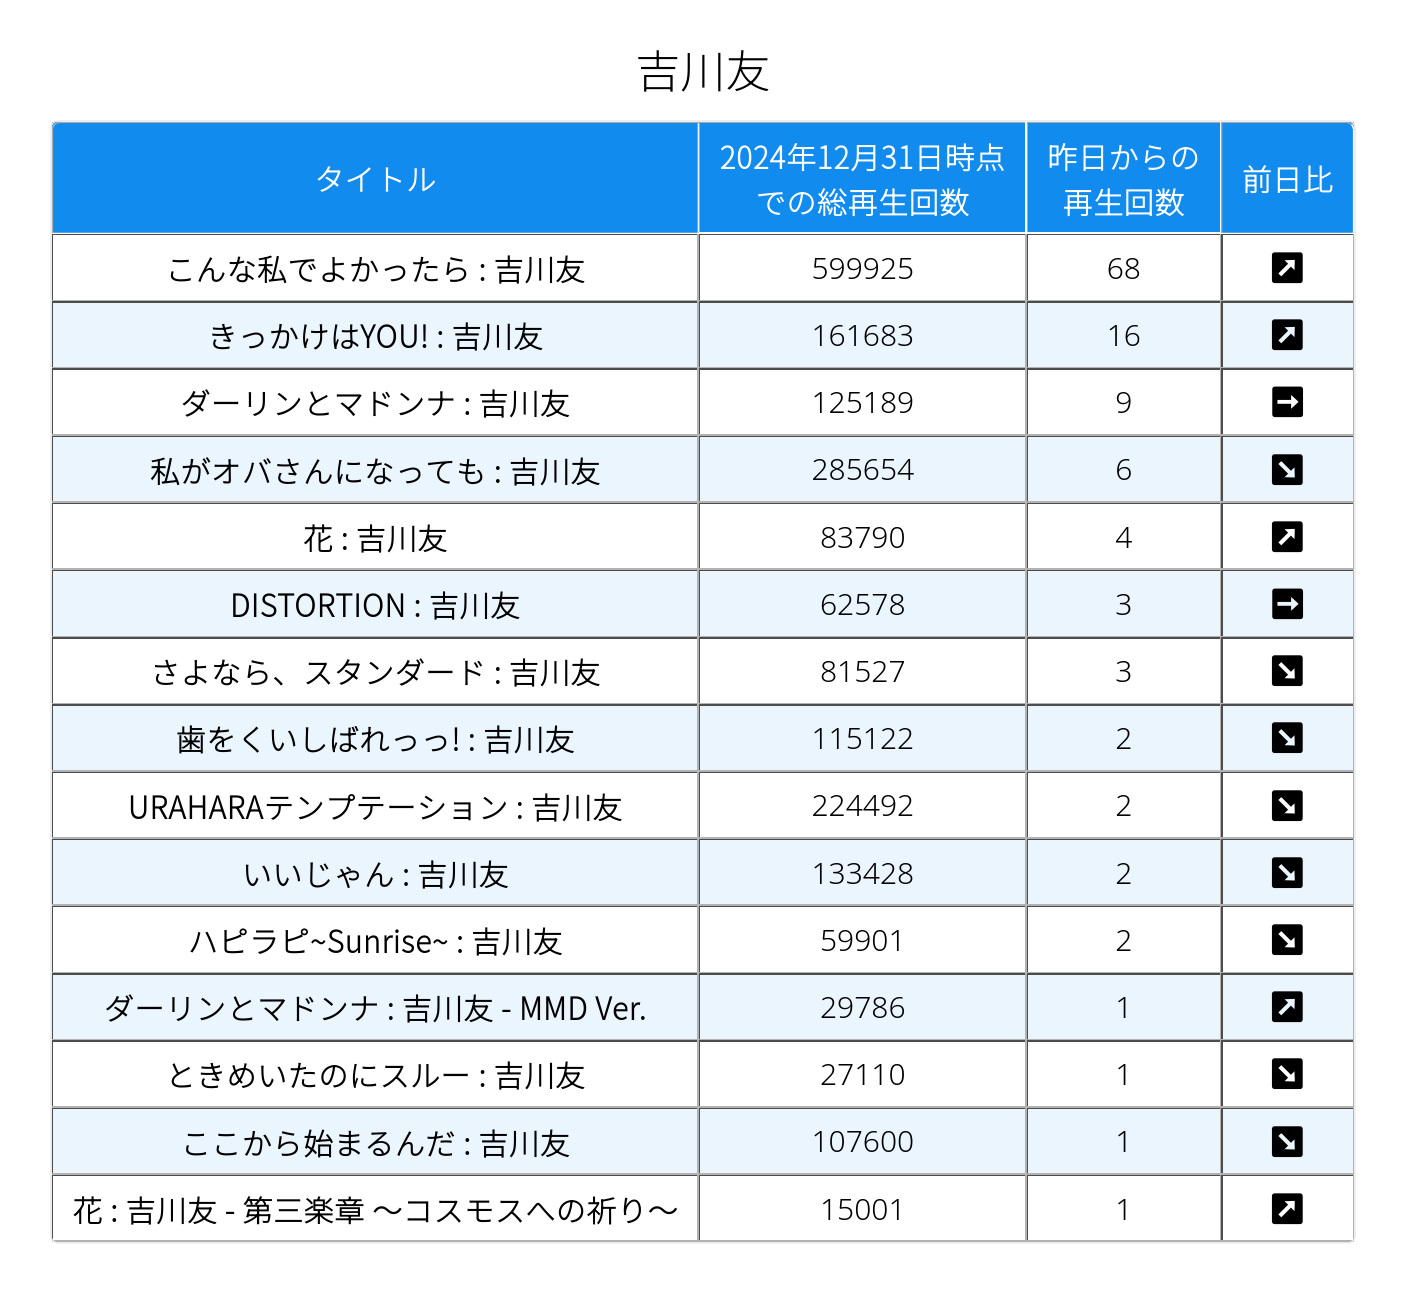 吉川友
タイトル 2024年12月31日時点での総再生回数 昨日からの再生回数 前日比
こんな私でよかったら : 吉川友 599925 68 ↗
きっかけはYOU! : 吉川友 161683 16 ↗
ダーリンとマドンナ : 吉川友 125189 9 →
私がオバさんになっても : 吉川友 285654 6 ↘
花 : 吉川友 83790 4 ↗
DISTORTION : 吉川友 62578 3 →
さよなら、スタンダード : 吉川友 81527 3 ↘
歯をくいしばれっっ! : 吉川友 115122 2 ↘
URAHARAテンプテーション : 吉川友 224492 2 ↘
いいじゃん : 吉川友 133428 2 ↘
ハピラピ~Sunrise~ : 吉川友 59901 2 ↘
ダーリンとマドンナ : 吉川友 - MMD Ver. 29786 1 ↗
ときめいたのにスルー : 吉川友 27110 1 ↘
ここから始まるんだ : 吉川友 107600 1 ↘
花 : 吉川友 - 第三楽章 〜コスモスへの祈り〜 15001 1 ↗